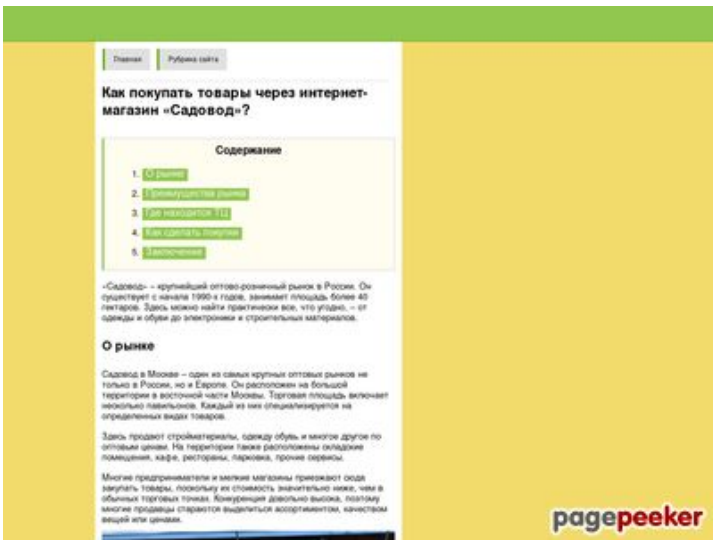 Главная
Рубрика сайта
Как покупать товары через интернет-
магазин «Садовод»?
Содержание
1. О рынке
2. Преимущества рынка
3. Где находится ТЦ
4. Как сделать покупки
5. Заключение
«Садовод» – крупнейший оптово-розничный рынок в России. Он
существует с начала 1990-х годов, занимает площадь более 40
гектаров. Здесь можно найти практически все, что угодно, – от
одежды и обуви до электроники и строительных материалов.
О рынке
Садовод в Москве – один из самых крупных оптовых рынков не
только в России, но и Европе. Он расположен на большой
территории в восточной части Москвы. Торговая площадь включает
несколько павильонов. Каждый из них специализируется на
определенных видах товаров.
Здесь продают стройматериалы, одежду обувь и многое другое по
оптовым ценам. На территории также расположены складские
помещения, кафе, рестораны, парковка, прочие сервисы.
Многие предприниматели и мелкие магазины приезжают сюда
закупать товары, поскольку их стоимость значительно ниже, чем в
обычных торговых точках. Конкуренция довольно высока, поэтому
многие продавцы стараются выделиться ассортиментом, качеством
вещей или ценами.
pagepeeker